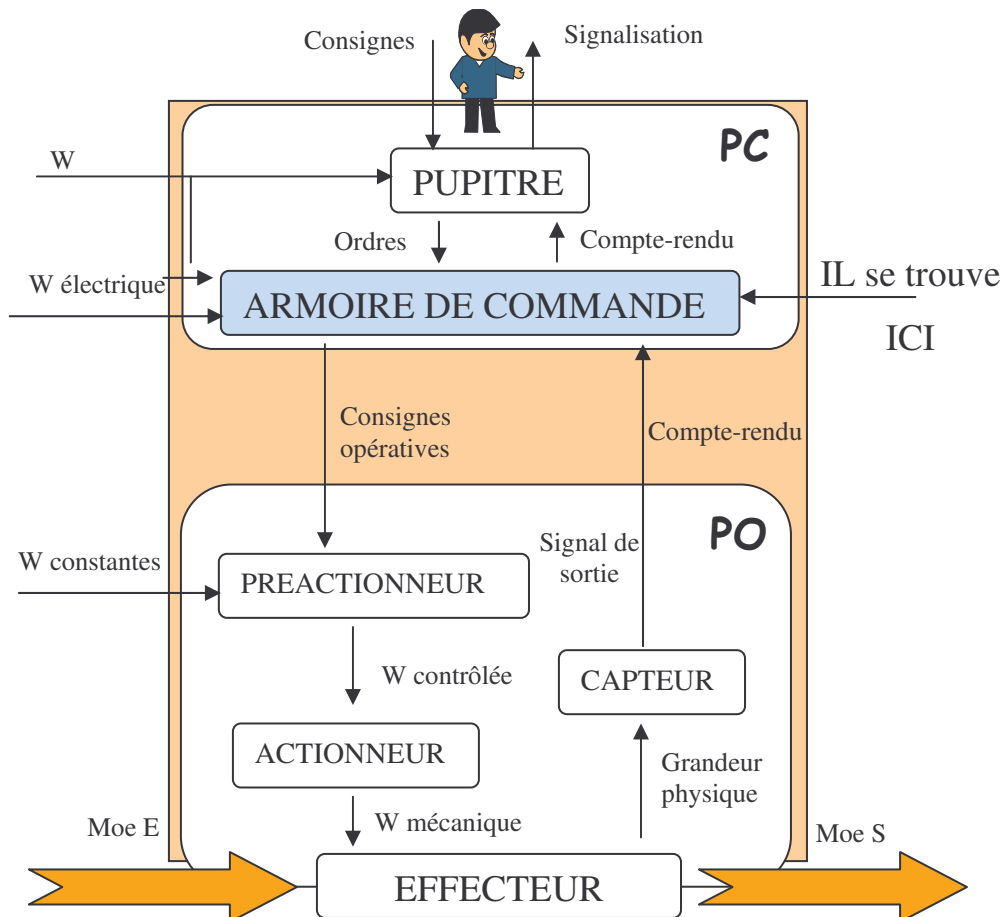 Consignes
Signalisation
PC
W
PUPITRE
Ordres
Compte-rendu
W électrique
ARMOIRE DE COMMANDE
IL se trouve
ICI
Consignes
opératives
Compte-rendu
PO
W constantes
PREACTIONNEUR
Signal de
sortie
W contrôlée
CAPTEUR
ACTIONNEUR
Grandeur
physique
Moe E
W mécanique
Moe S
EFFECTEUR